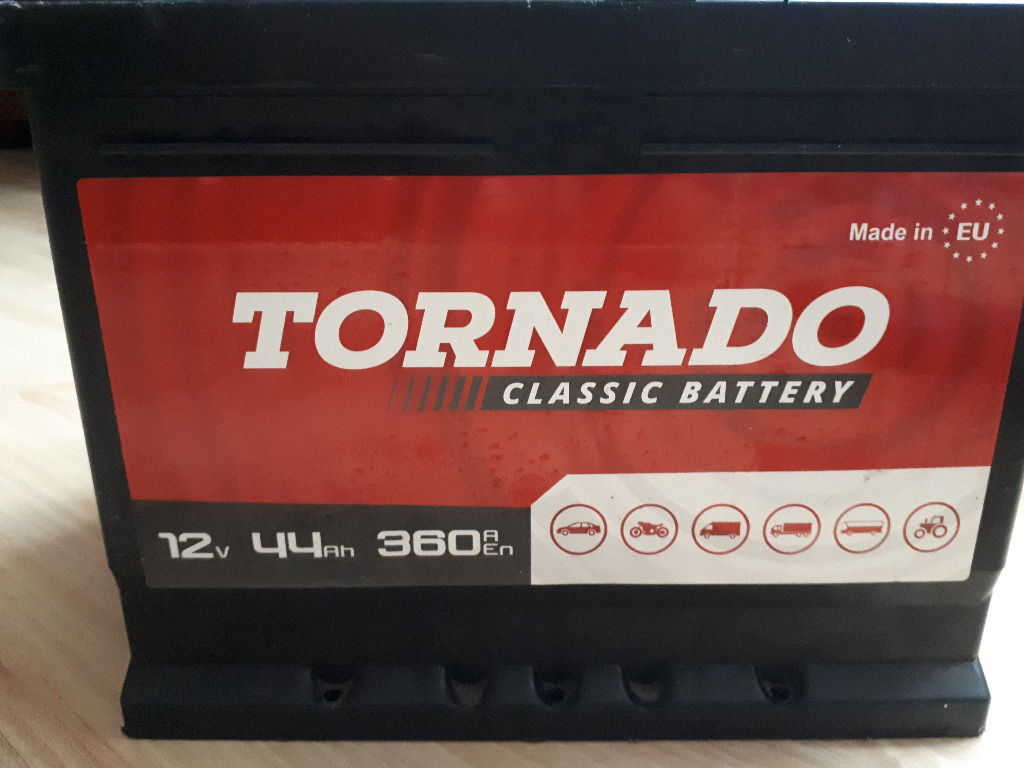 Made in EU
TORNADO
CLASSIC BATTERY
12v 44Ah 360A En